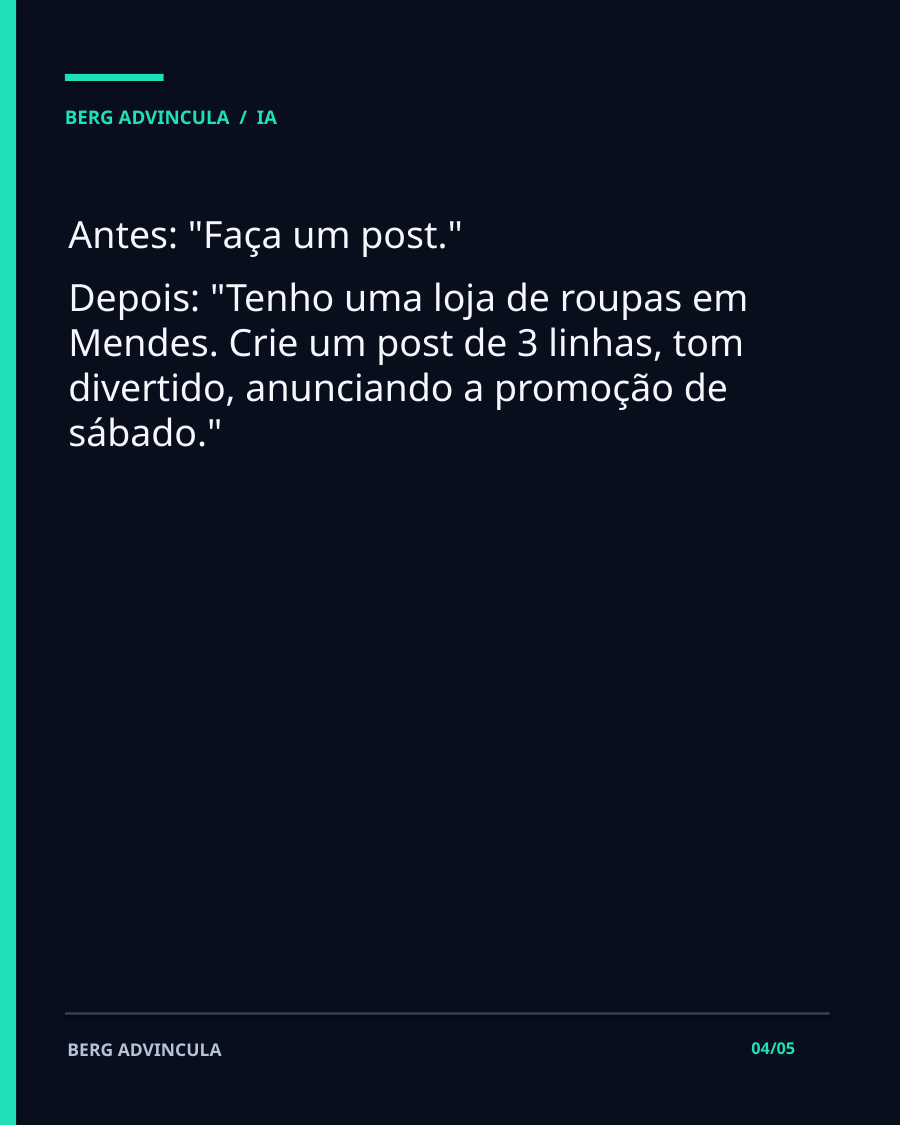 BERG ADVINCULA / IA
Antes: "Faça um post."
Depois: "Tenho uma loja de roupas em
Mendes. Crie um post de 3 linhas, tom
divertido, anunciando a promoção de
sábado."
BERG ADVINCULA
04/05